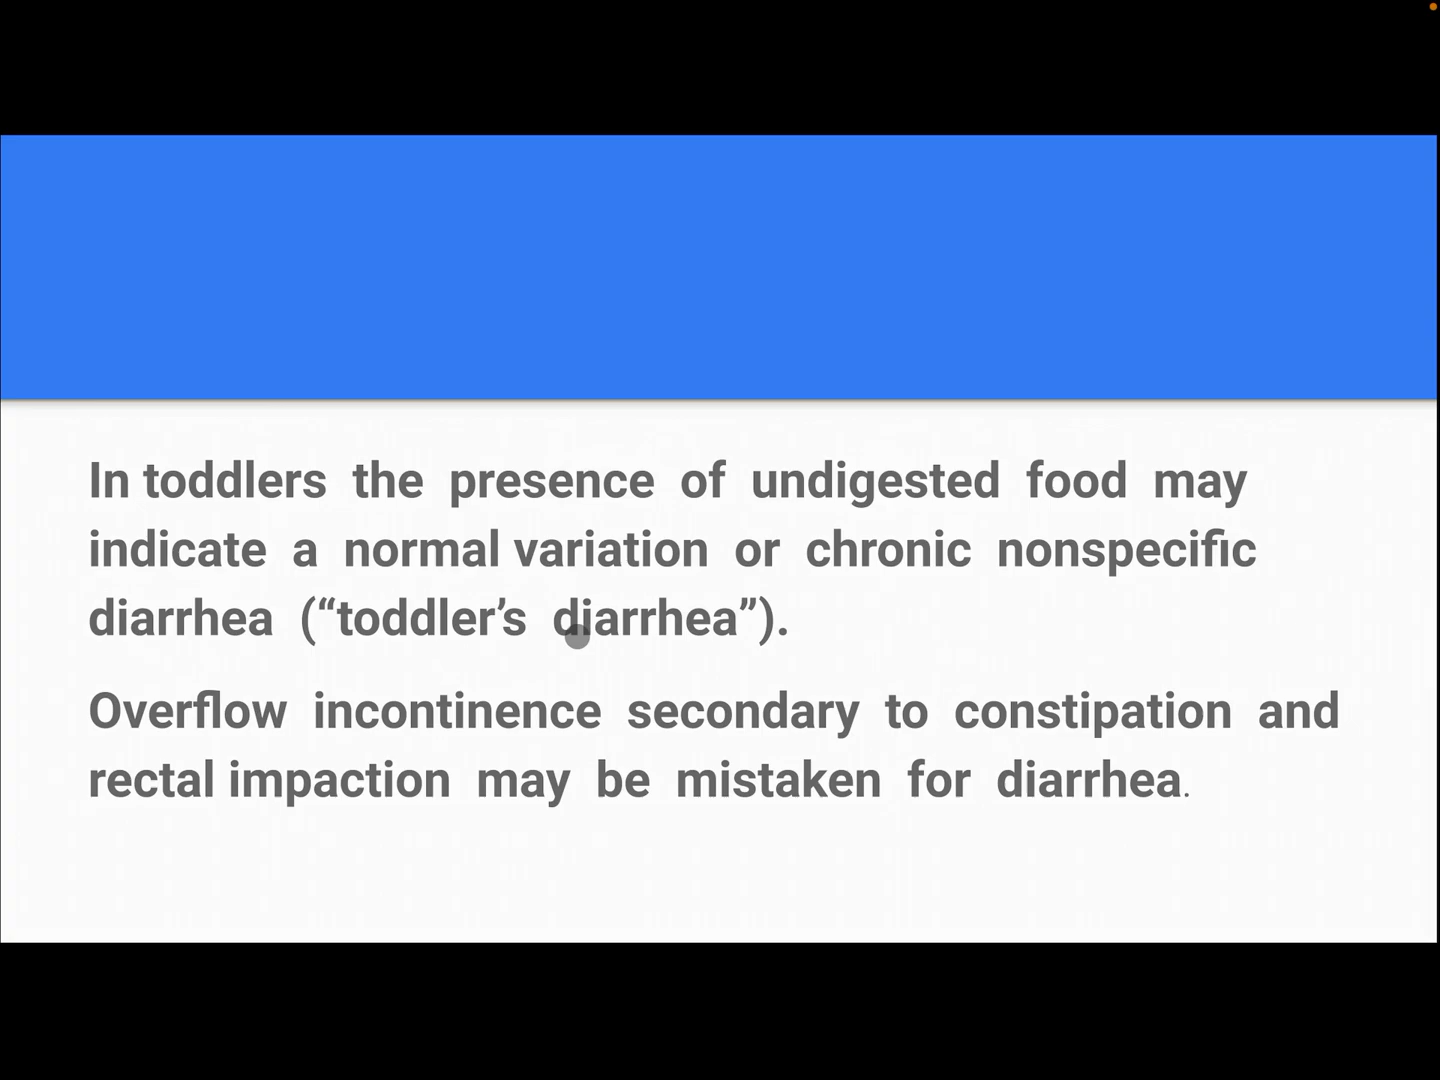 In toddlers the presence of undigested food may
indicate a normal variation or chronic nonspecific
diarrhea (“toddler’s diarrhea”).
Overflow incontinence secondary to constipation and
rectal impaction may be mistaken for diarrhea.